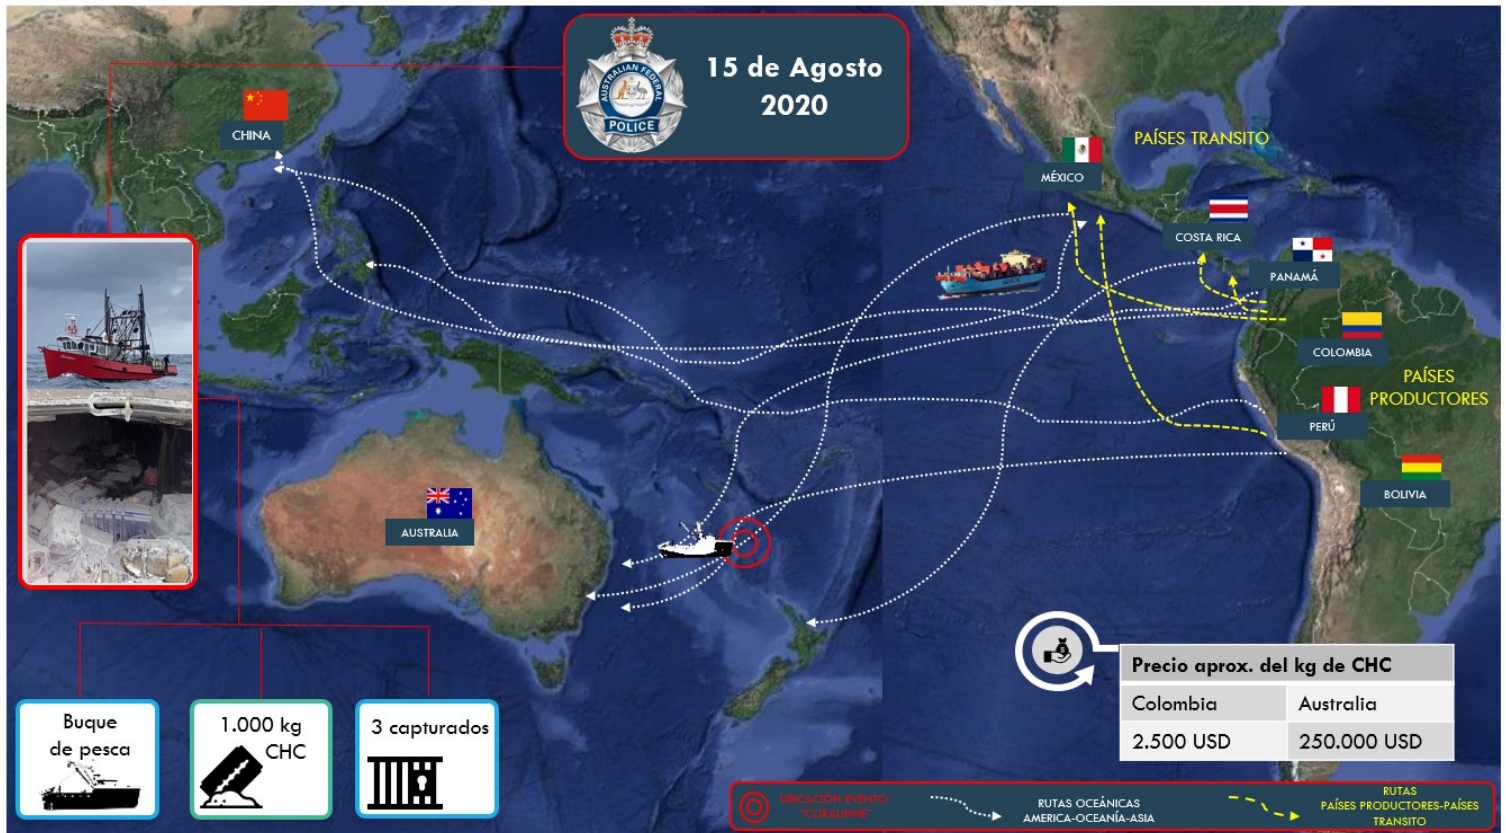 AUSTRALIAN FEDERAL
POLICE
15 de Agosto
2020
CHINA
PAÍSES TRANSITO
MÉXICO
COSTA RICA
PANAMÁ
COLOMBIA
PAÍSES
PRODUCTORES
PERÚ
BOLIVIA
AUSTRALIA
Buque
de pesca
1.000 kg
CHC
3 capturados
Precio aprox. del kg de CHC
Colombia
Australia
2.500 USD
250.000 USD
UBICACIÓN EVENTO
"CORALINNE"
RUTAS OCEÁNICAS
AMERICA-OCEANÍA-ASIA
RUTAS
PAÍSES PRODUCTORES-PAÍSES
TRANSITO